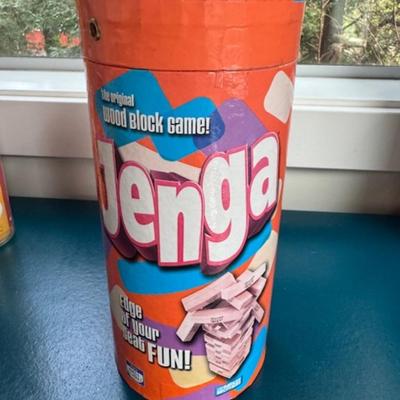 the original
wood Block game!
Jenga
Edge
of your
Seat FUN!